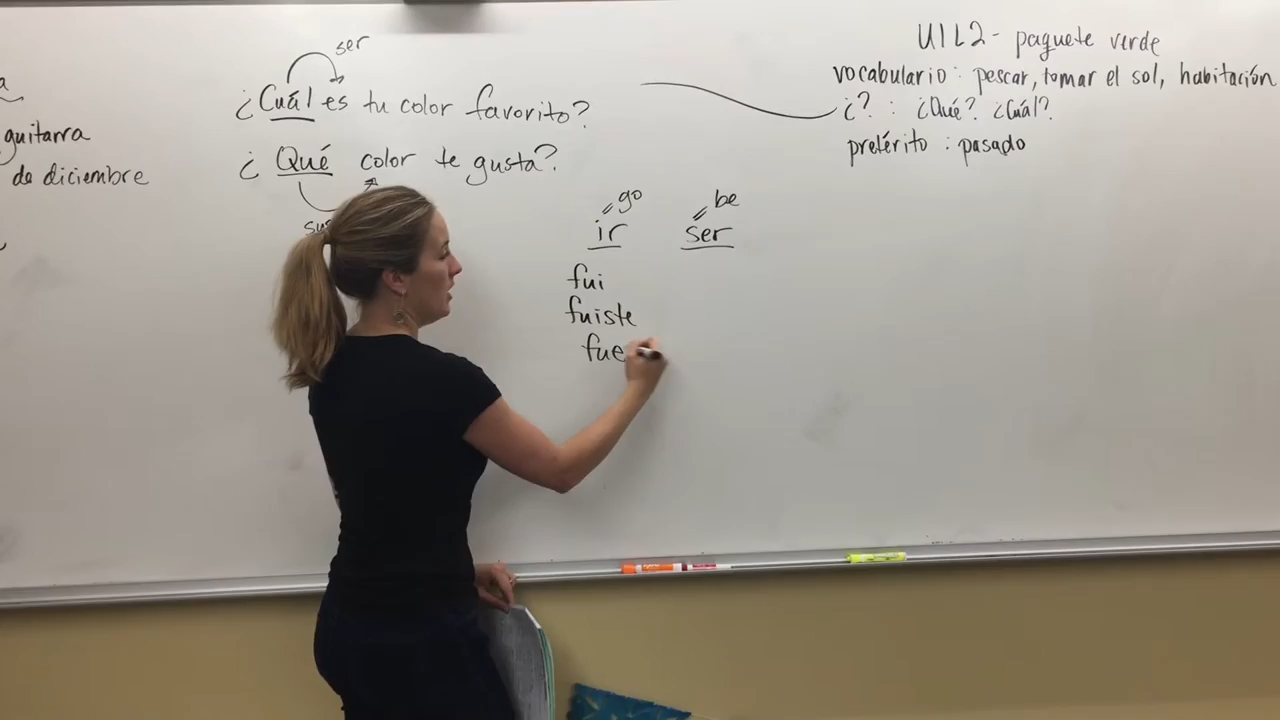 a
guitarra
de diciembre
ser
¿Cuál es tu color favorito?
¿Qué color te gusta?
go be
ir ser
fui
fuiste
fue
U1L2 - paquete verde
vocabulario: pescar, tomar el sol, habitación
¿? : ¿Qué? ¿Cuál?
pretérito : pasado